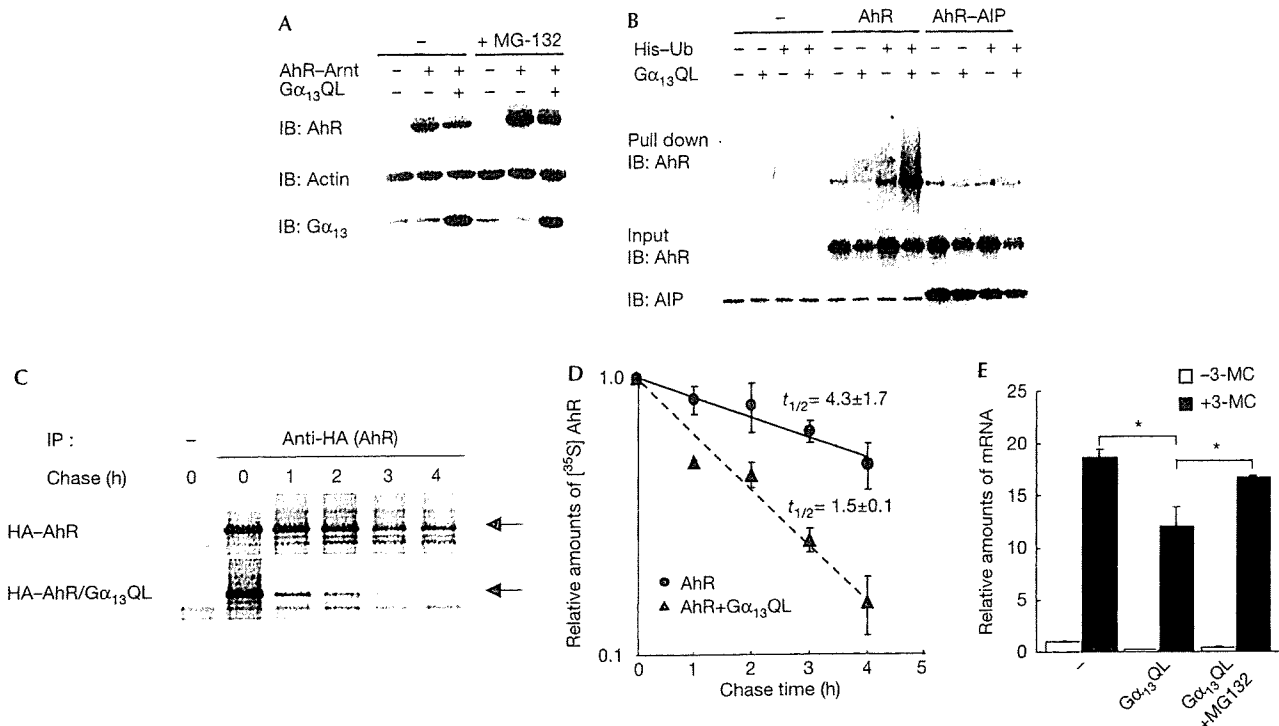 A
– + MG-132
AhR–Arnt – + + – + +
Gα₁₃QL – – + – – +
IB: AhR
IB: Actin
IB: Gα₁₃
B
– AhR AhR–AIP
His–Ub – – + + – – + + – – + +
Gα₁₃QL – + – + – + – + – + – +
Pull down
IB: AhR
Input
IB: AhR
IB: AIP
C
IP : – Anti-HA (AhR)
Chase (h) 0 0 1 2 3 4
HA–AhR
HA–AhR/Gα₁₃QL
D
Relative amounts of [³⁵S] AhR
1.0
0.1
t₁/₂= 4.3±1.7
t₁/₂= 1.5±0.1
AhR
AhR+Gα₁₃QL
0 1 2 3 4 5
Chase time (h)
E
–3-MC
+3-MC
Relative amounts of mRNA
25
20
15
10
5
0
* *
–
Gα₁₃QL
Gα₁₃QL
+MG132